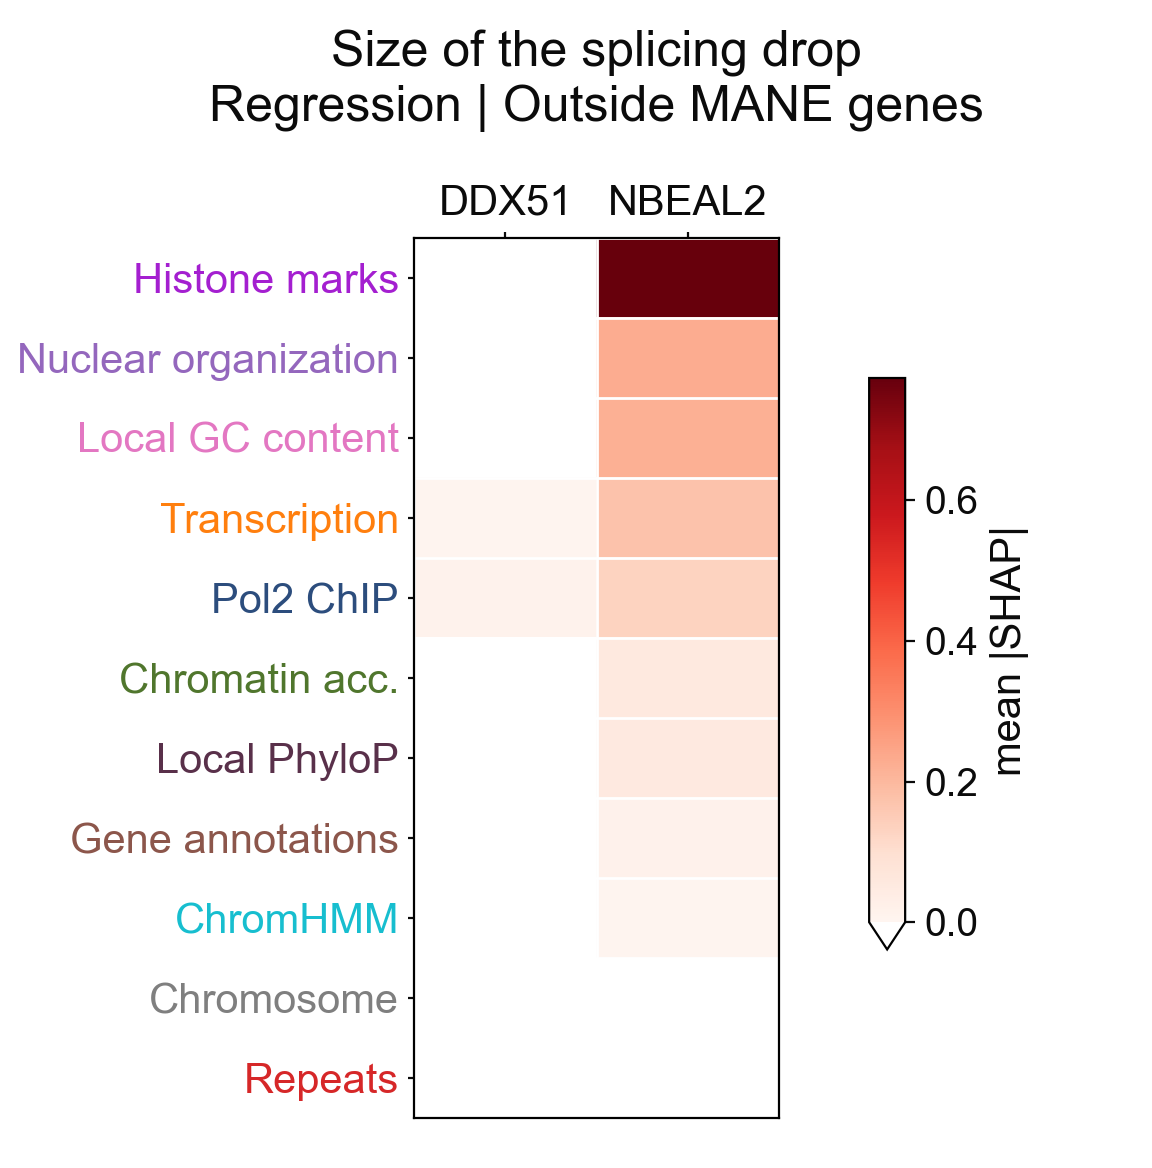 Size of the splicing drop
Regression | Outside MANE genes
DDX51 NBEAL2
Histone marks
Nuclear organization
Local GC content
Transcription
Pol2 ChIP
Chromatin acc.
Local PhyloP
Gene annotations
ChromHMM
Chromosome
Repeats
0.6
0.4
0.2
0.0
mean |SHAP|